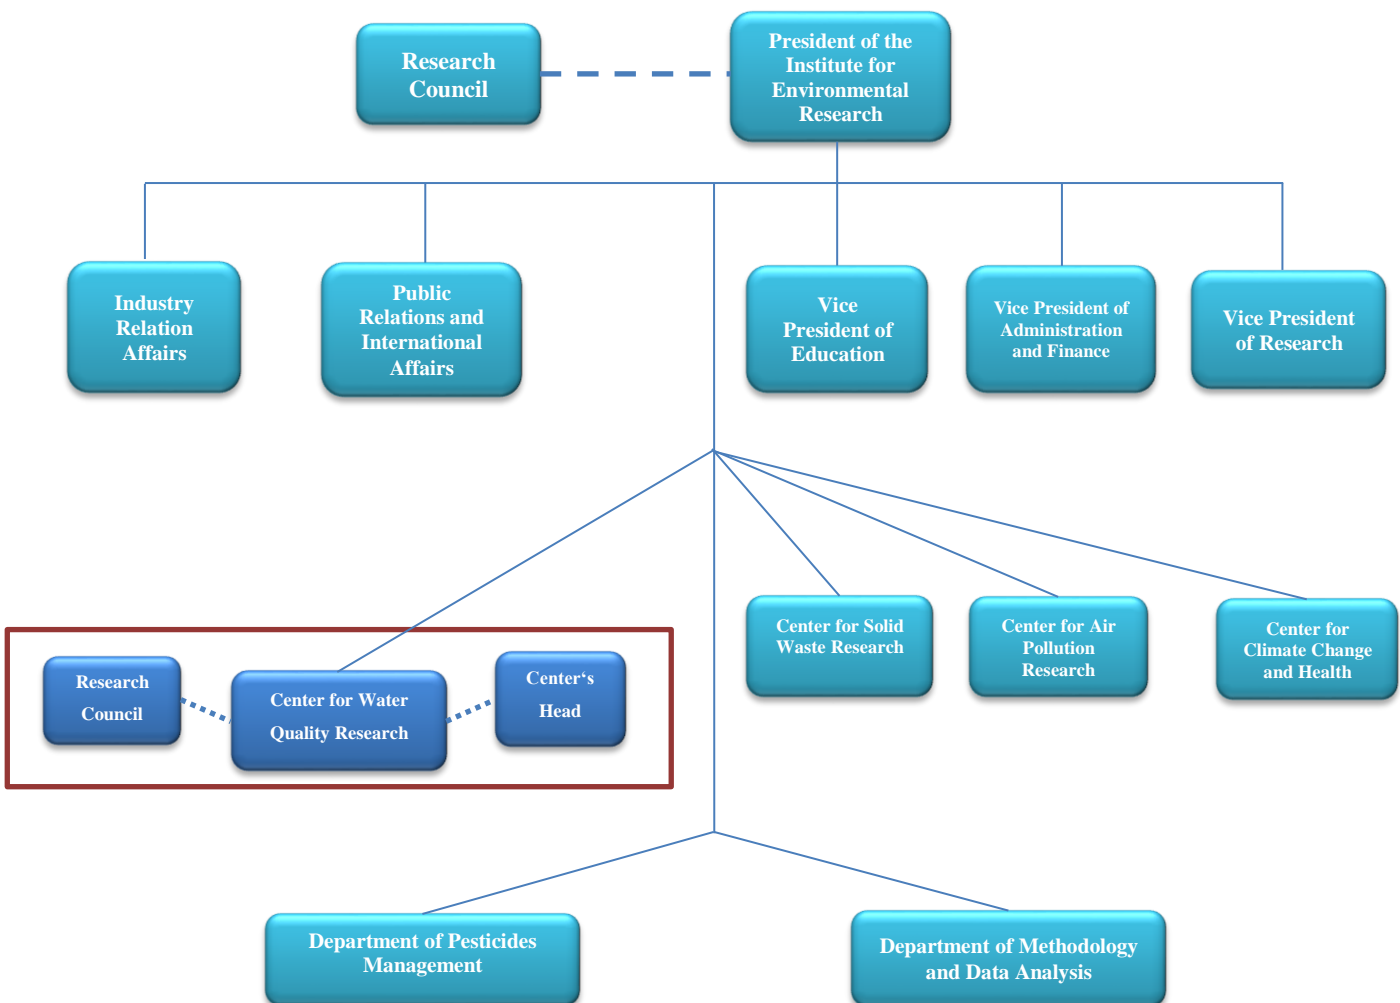 Research
Council
President of the
Institute for
Environmental
Research
Industry
Relation
Affairs
Public
Relations and
International
Affairs
Vice
President of
Education
Vice President of
Administration
and Finance
Vice President
of Research
Research
Council
Center for Water
Quality Research
Center‘s
Head
Center for Solid
Waste Research
Center for Air
Pollution
Research
Center for
Climate Change
and Health
Department of Pesticides
Management
Department of Methodology
and Data Analysis